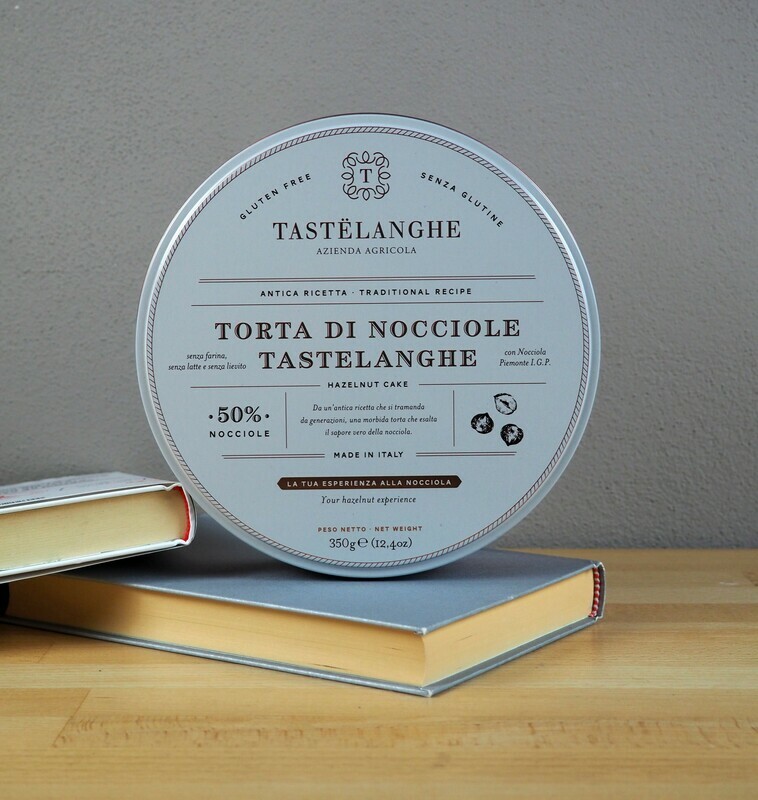 T
GLUTEN FREE
SENZA GLUTINE
TASTËLANGHE
AZIENDA AGRICOLA
ANTICA RICETTA · TRADITIONAL RECIPE
TORTA DI NOCCIOLE
TASTELANGHE
senza farina,
senza latte e senza lievito
con Nocciola
Piemonte I.G.P.
HAZELNUT CAKE
·50%·
NOCCIOLE
Da un'antica ricetta che si tramanda
da generazioni, una morbida torta che esalta
il sapore vero della nocciola.
MADE IN ITALY
LA TUA ESPERIENZA ALLA NOCCIOLA
Your hazelnut experience
PESO NETTO · NET WEIGHT
350g ℮ (12,4oz)